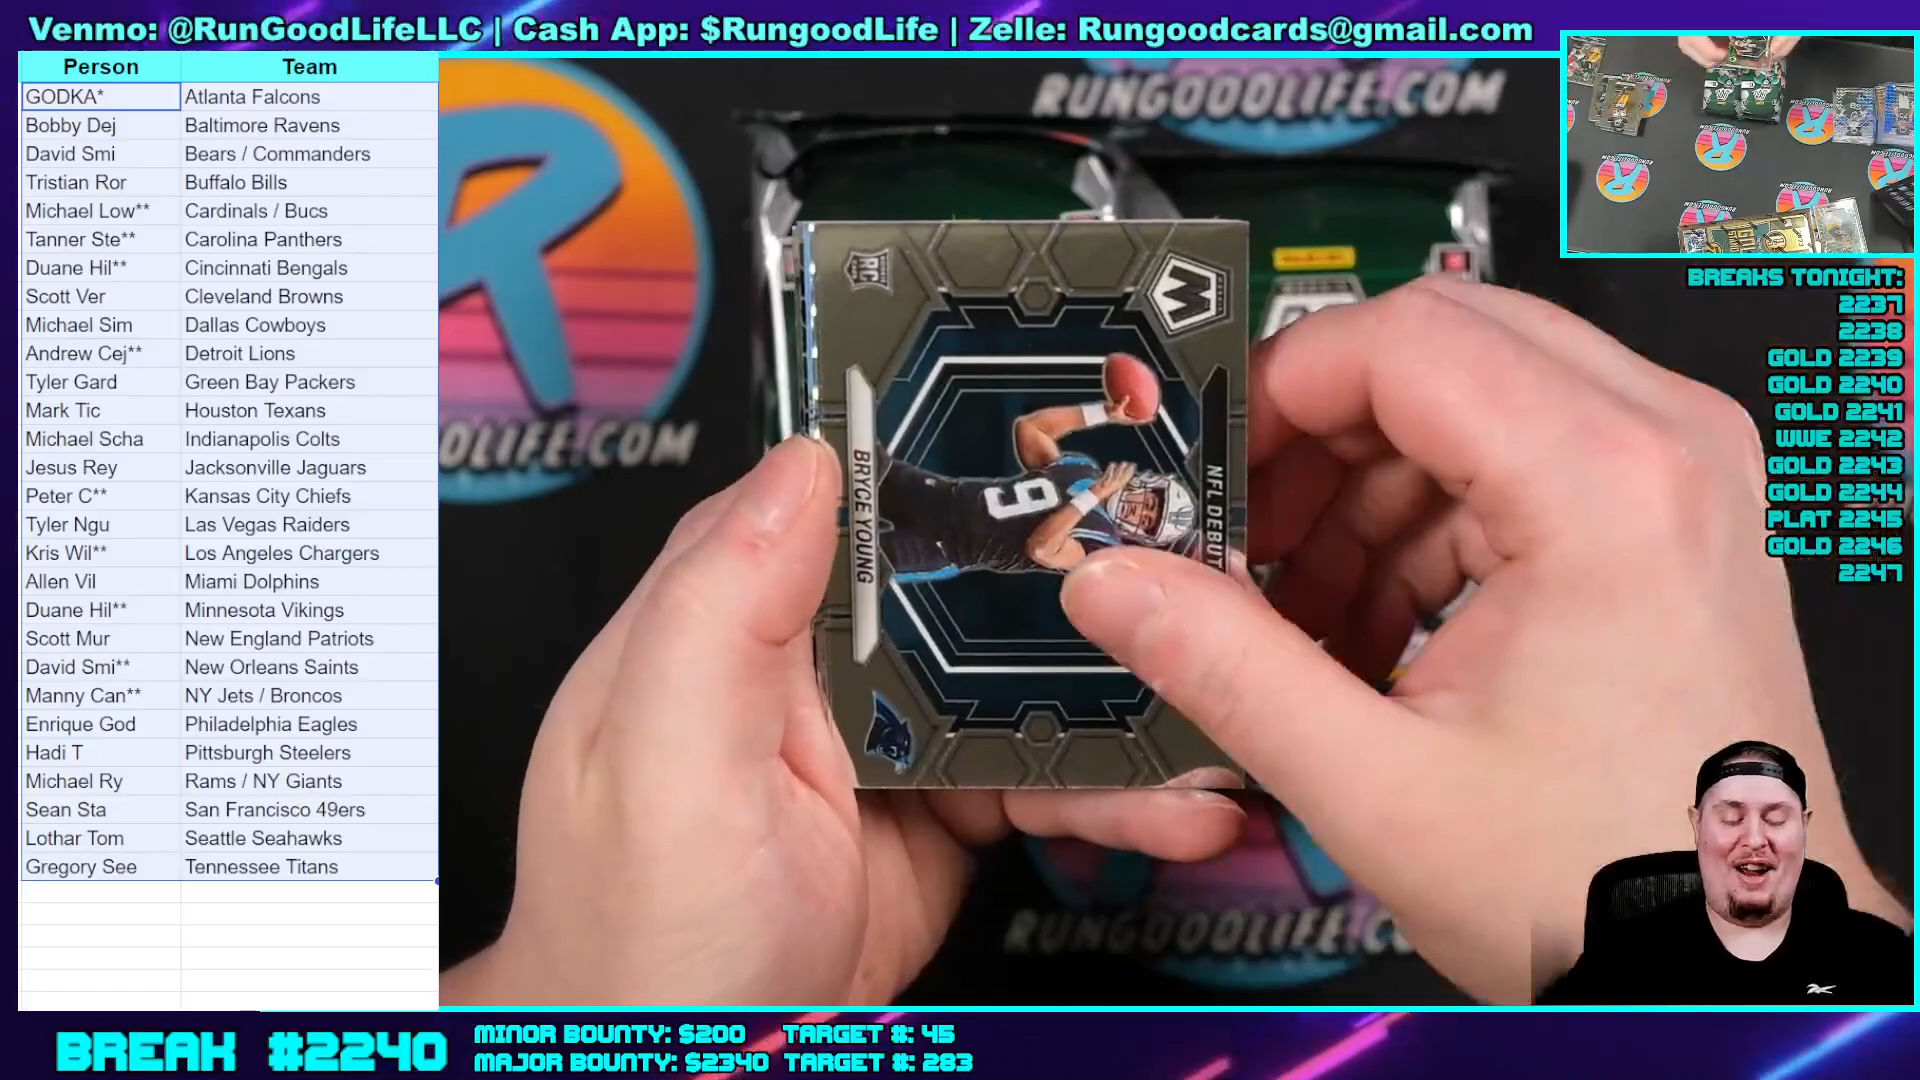 Venmo: @RunGoodLifeLLC | Cash App: $RungoodLife | Zelle: Rungoodcards@gmail.com
Person Team
GODKA* Atlanta Falcons
Bobby Dej Baltimore Ravens
David Smi Bears / Commanders
Tristian Ror Buffalo Bills
Michael Low** Cardinals / Bucs
Tanner Ste** Carolina Panthers
Duane Hil** Cincinnati Bengals
Scott Ver Cleveland Browns
Michael Sim Dallas Cowboys
Andrew Cej** Detroit Lions
Tyler Gard Green Bay Packers
Mark Tic Houston Texans
Michael Scha Indianapolis Colts
Jesus Rey Jacksonville Jaguars
Peter C** Kansas City Chiefs
Tyler Ngu Las Vegas Raiders
Kris Wil** Los Angeles Chargers
Allen Vil Miami Dolphins
Duane Hil** Minnesota Vikings
Scott Mur New England Patriots
David Smi** New Orleans Saints
Manny Can** NY Jets / Broncos
Enrique God Philadelphia Eagles
Hadi T Pittsburgh Steelers
Michael Ry Rams / NY Giants
Sean Sta San Francisco 49ers
Lothar Tom Seattle Seahawks
Gregory See Tennessee Titans
RUNGOODLIFE.COM
RC
MOSAIC
BRYCE YOUNG
9
NFL DEBUT
BREAKS TONIGHT:
2237
2238
GOLD 2239
GOLD 2240
GOLD 2241
WWE 2242
GOLD 2243
GOLD 2244
PLAT 2245
GOLD 2246
2247
BREAK #2240
MINOR BOUNTY: $200 TARGET #: 45
MAJOR BOUNTY: $2340 TARGET #: 283